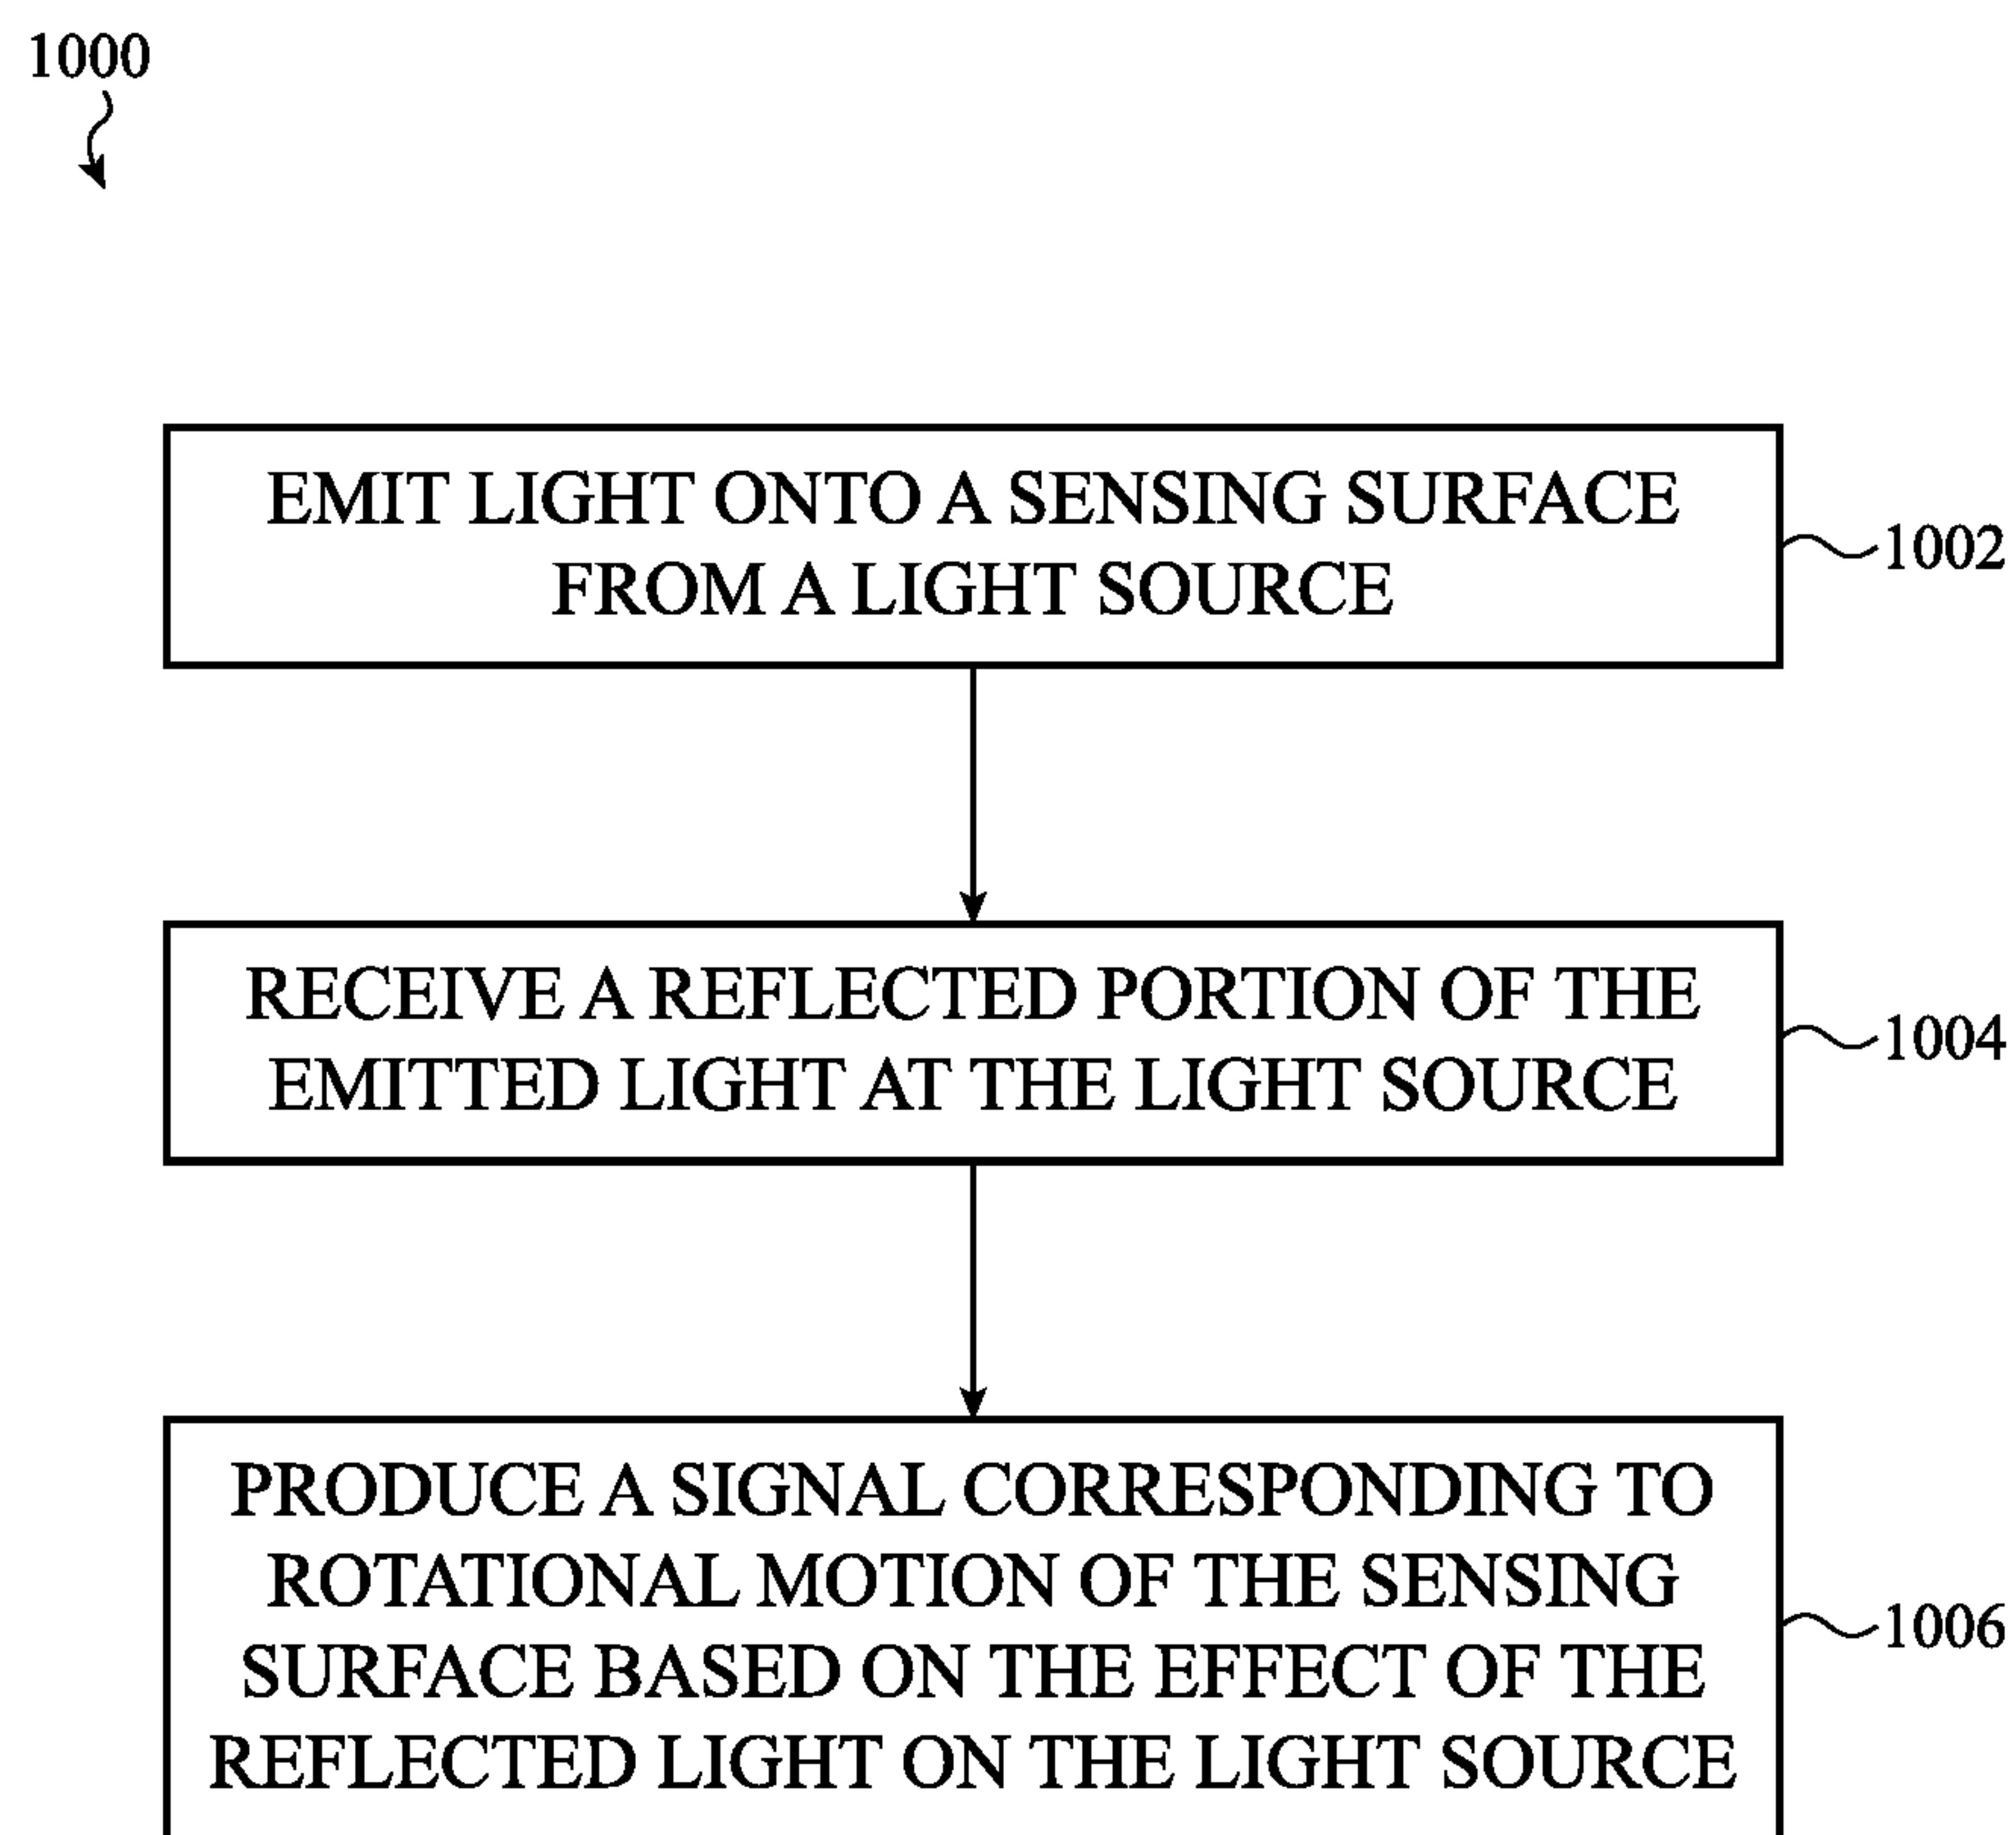 1000
EMIT LIGHT ONTO A SENSING SURFACE
FROM A LIGHT SOURCE
1002
RECEIVE A REFLECTED PORTION OF THE
EMITTED LIGHT AT THE LIGHT SOURCE
1004
PRODUCE A SIGNAL CORRESPONDING TO
ROTATIONAL MOTION OF THE SENSING
SURFACE BASED ON THE EFFECT OF THE
REFLECTED LIGHT ON THE LIGHT SOURCE
1006